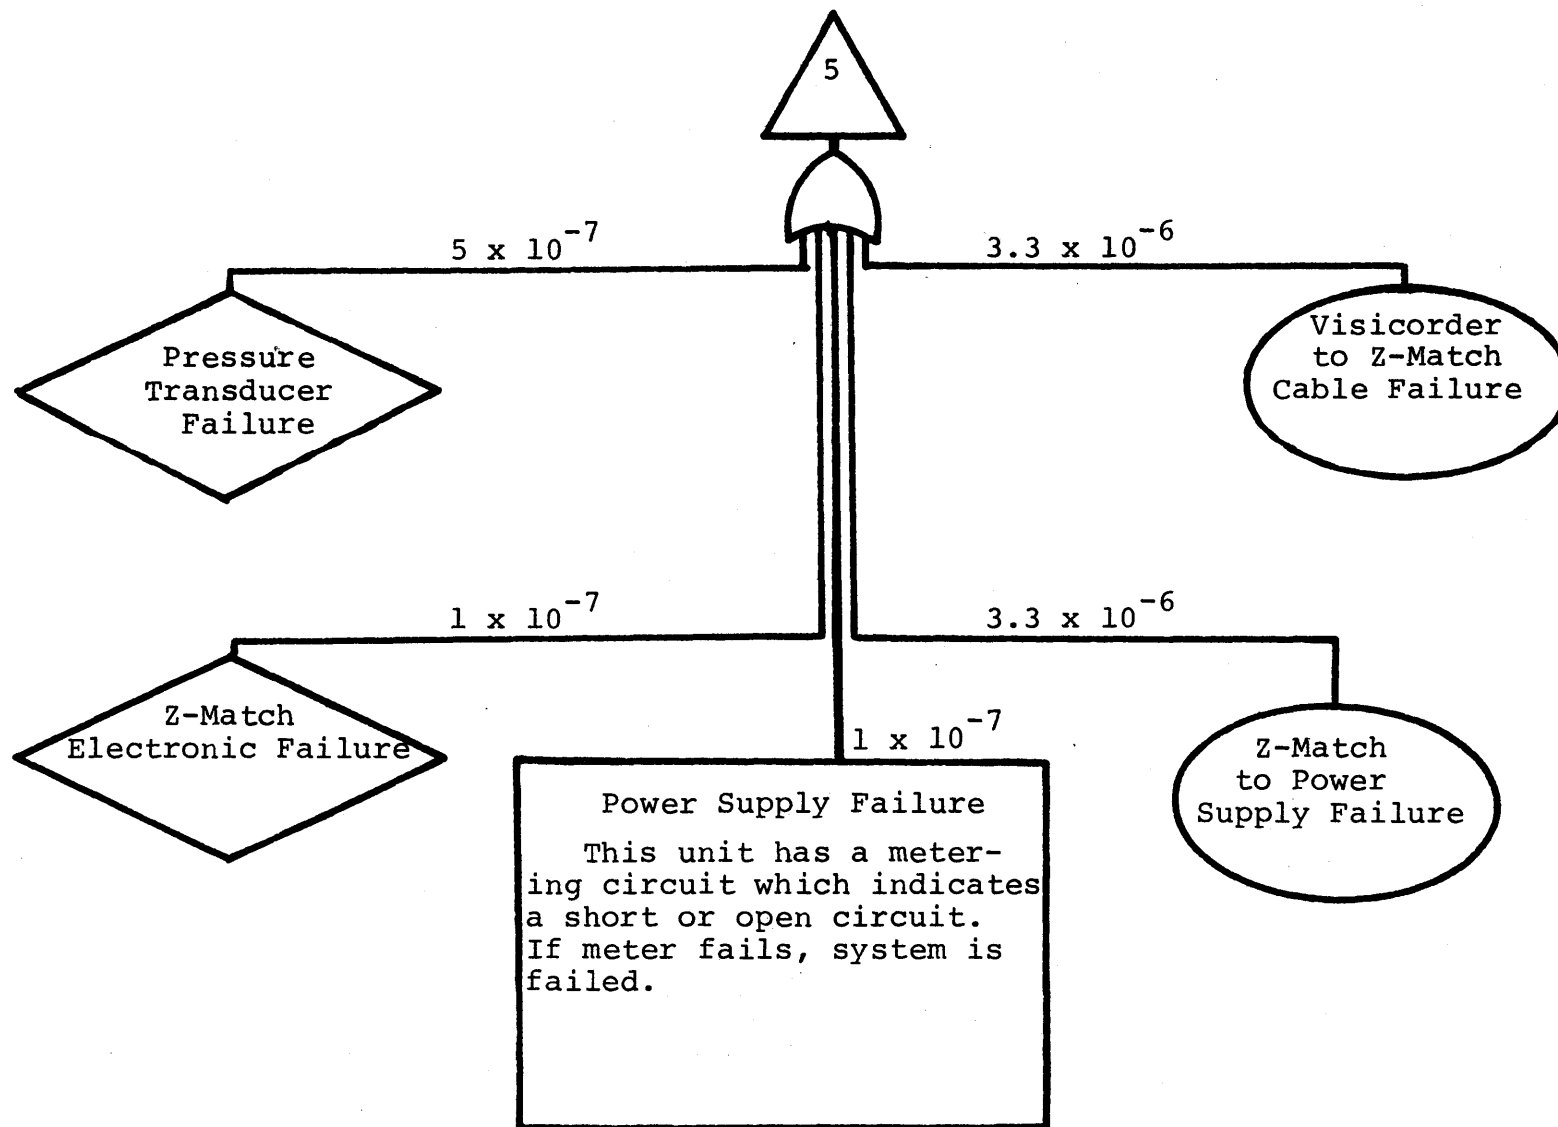 5
5 x 10^-7
3.3 x 10^-6
Pressure
Transducer
Failure
Visicorder
to Z-Match
Cable Failure
1 x 10^-7
3.3 x 10^-6
Z-Match
Electronic Failure
1 x 10^-7
Power Supply Failure
This unit has a meter-
ing circuit which indicates
a short or open circuit.
If meter fails, system is
failed.
Z-Match
to Power
Supply Failure